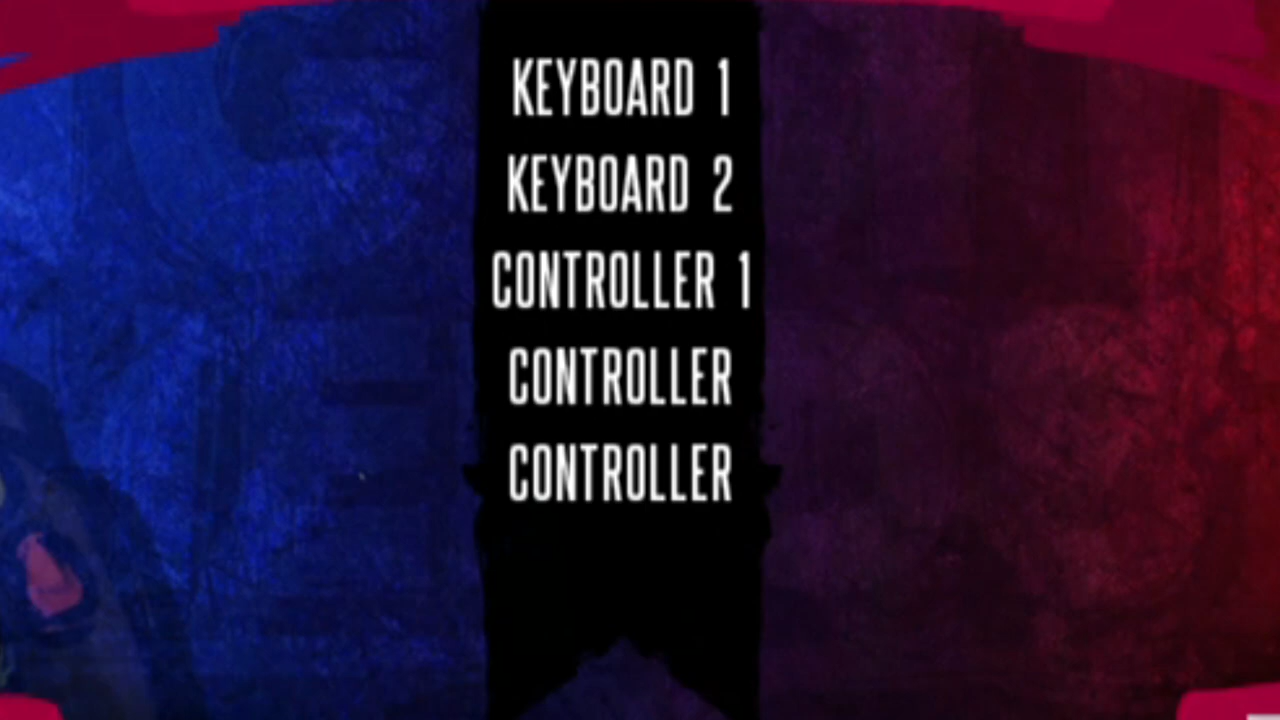 KEYBOARD 1
KEYBOARD 2
CONTROLLER 1
CONTROLLER
CONTROLLER